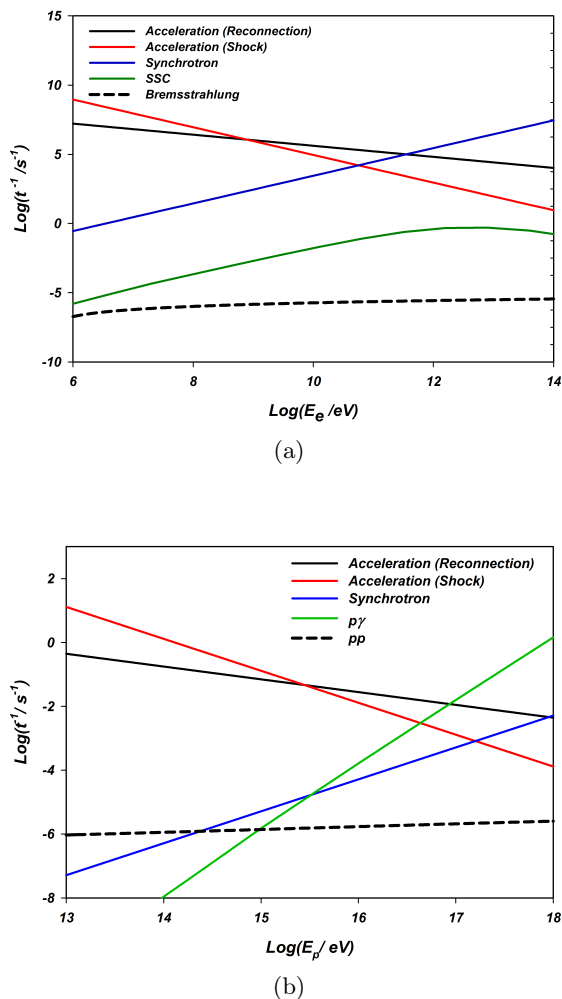 15
10
5
0
-5
-10
Log(t⁻¹/s⁻¹)
Acceleration (Reconnection)
Acceleration (Shock)
Synchrotron
SSC
Bremsstrahlung
6 8 10 12 14
Log(Eₑ/eV)
(a)
2
0
-2
-4
-6
-8
Log(t⁻¹/s⁻¹)
Acceleration (Reconnection)
Acceleration (Shock)
Synchrotron
pγ
pp
13 14 15 16 17 18
Log(Eₚ/ eV)
(b)